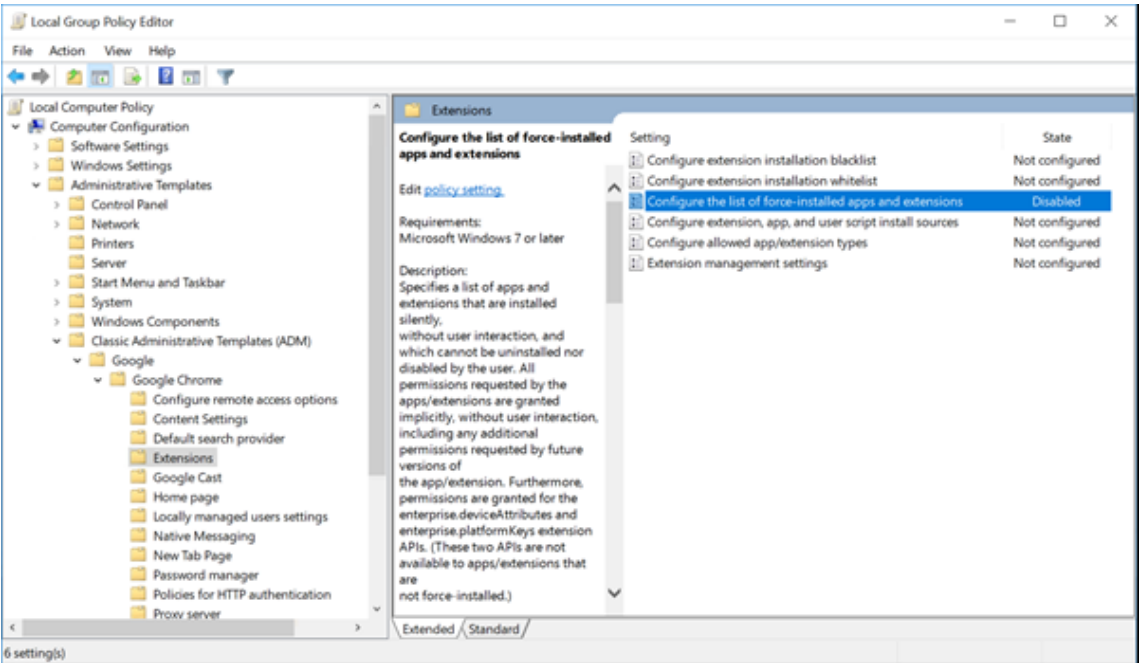 Local Group Policy Editor
File Action View Help
Local Computer Policy
Computer Configuration
Software Settings
Windows Settings
Administrative Templates
Control Panel
Network
Printers
Server
Start Menu and Taskbar
System
Windows Components
Classic Administrative Templates (ADM)
Google
Google Chrome
Configure remote access options
Content Settings
Default search provider
Extensions
Google Cast
Home page
Locally managed users settings
Native Messaging
New Tab Page
Password manager
Policies for HTTP authentication
Proxy server
Extensions
Configure the list of force-installed
apps and extensions
Edit policy setting
Requirements:
Microsoft Windows 7 or later
Description:
Specifies a list of apps and
extensions that are installed
silently,
without user interaction, and
which cannot be uninstalled nor
disabled by the user. All
permissions requested by the
apps/extensions are granted
implicitly, without user interaction,
including any additional
permissions requested by future
versions of
the app/extension. Furthermore,
permissions are granted for the
enterprise.deviceAttributes and
enterprise.platformKeys extension
APIs. (These two APIs are not
available to apps/extensions that
are
not force-installed.)
Setting State
Configure extension installation blacklist Not configured
Configure extension installation whitelist Not configured
Configure the list of force-installed apps and extensions Disabled
Configure extension, app, and user script install sources Not configured
Configure allowed app/extension types Not configured
Extension management settings Not configured
Extended Standard
6 setting(s)